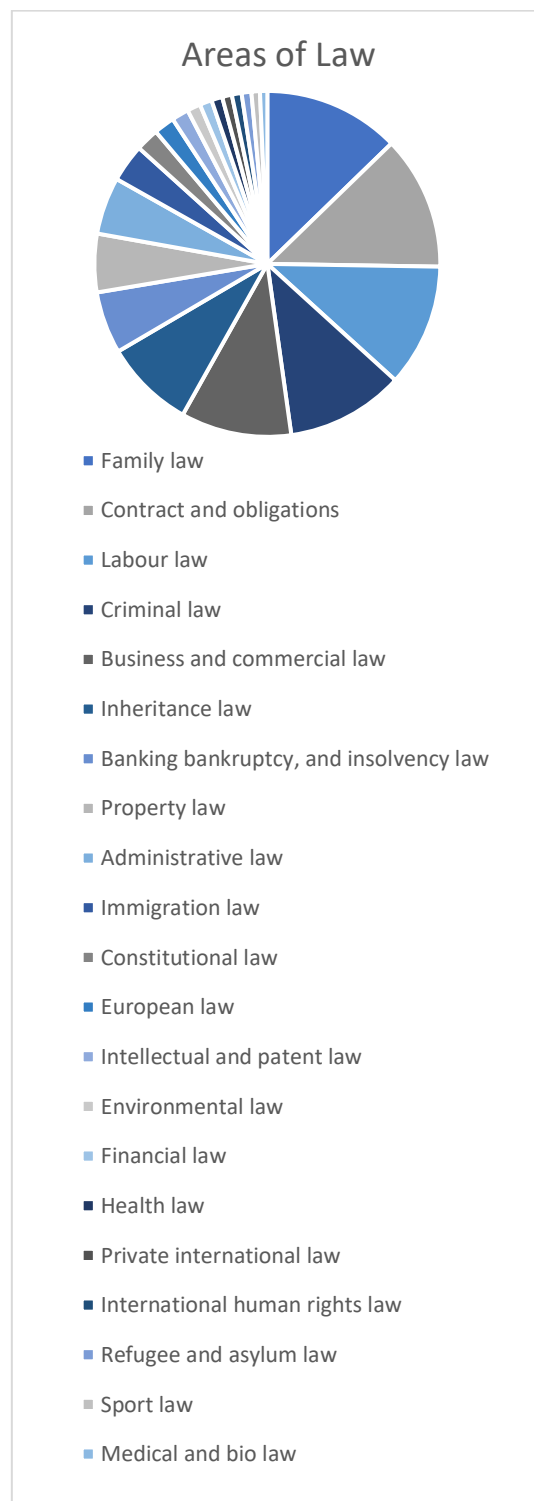 Areas of Law
Family law
Contract and obligations
Labour law
Criminal law
Business and commercial law
Inheritance law
Banking bankruptcy, and insolvency law
Property law
Administrative law
Immigration law
Constitutional law
European law
Intellectual and patent law
Environmental law
Financial law
Health law
Private international law
International human rights law
Refugee and asylum law
Sport law
Medical and bio law